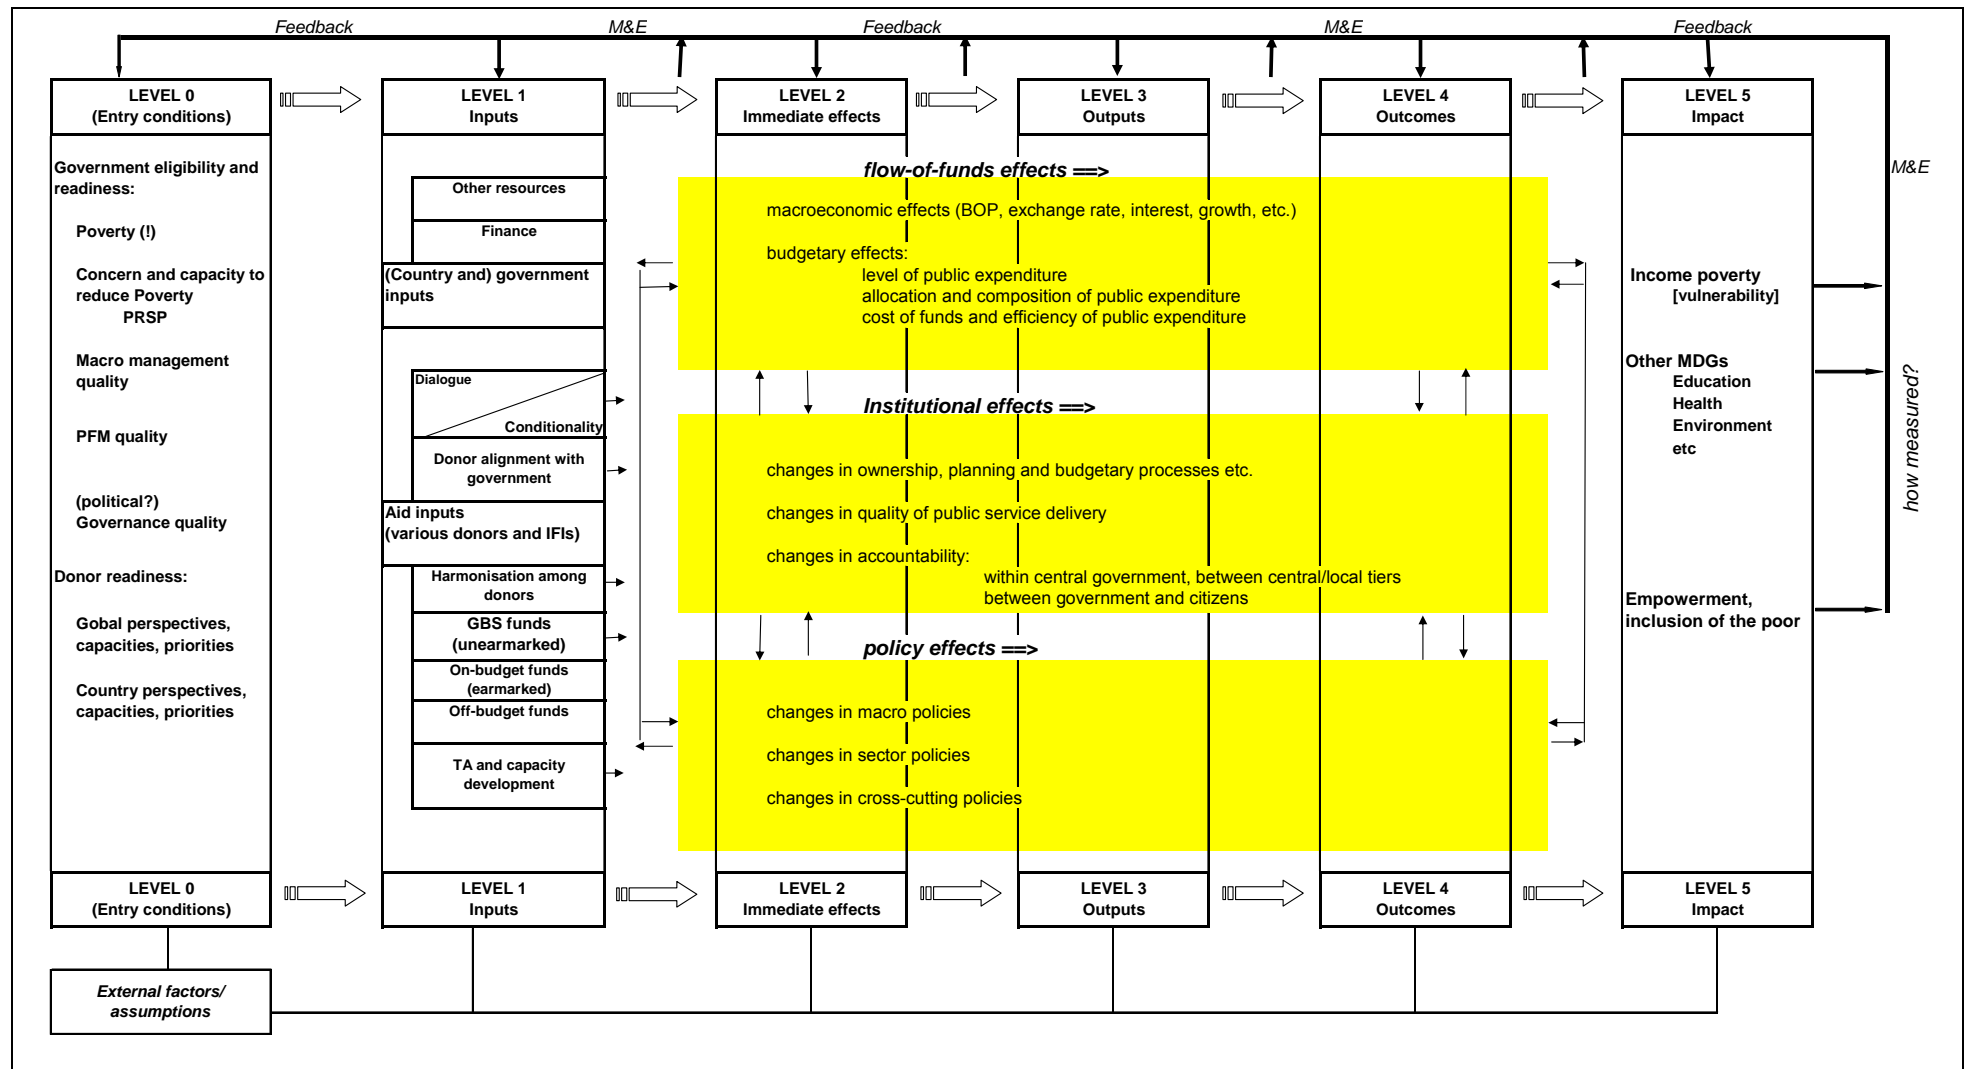 Feedback
M&E
Feedback
M&E
Feedback
LEVEL 0
(Entry conditions)
LEVEL 1
Inputs
LEVEL 2
Immediate effects
LEVEL 3
Outputs
LEVEL 4
Outcomes
LEVEL 5
Impact
Government eligibility and
readiness:
Poverty (!)
Concern and capacity to
reduce Poverty
PRSP
Macro management
quality
PFM quality
(political?)
Governance quality
Donor readiness:
Gobal perspectives,
capacities, priorities
Country perspectives,
capacities, priorities
Other resources
Finance
(Country and) government
inputs
Dialogue
Conditionality
Donor alignment with
government
Aid inputs
(various donors and IFIs)
Harmonisation among
donors
GBS funds
(unearmarked)
On-budget funds
(earmarked)
Off-budget funds
TA and capacity
development
flow-of-funds effects ==>
macroeconomic effects (BOP, exchange rate, interest, growth, etc.)
budgetary effects:
level of public expenditure
allocation and composition of public expenditure
cost of funds and efficiency of public expenditure
Institutional effects ==>
changes in ownership, planning and budgetary processes etc.
changes in quality of public service delivery
changes in accountability:
within central government, between central/local tiers
between government and citizens
policy effects ==>
changes in macro policies
changes in sector policies
changes in cross-cutting policies
Income poverty
[vulnerability]
Other MDGs
Education
Health
Environment
etc
Empowerment,
inclusion of the poor
M&E
how measured?
LEVEL 0
(Entry conditions)
LEVEL 1
Inputs
LEVEL 2
Immediate effects
LEVEL 3
Outputs
LEVEL 4
Outcomes
LEVEL 5
Impact
External factors/
assumptions